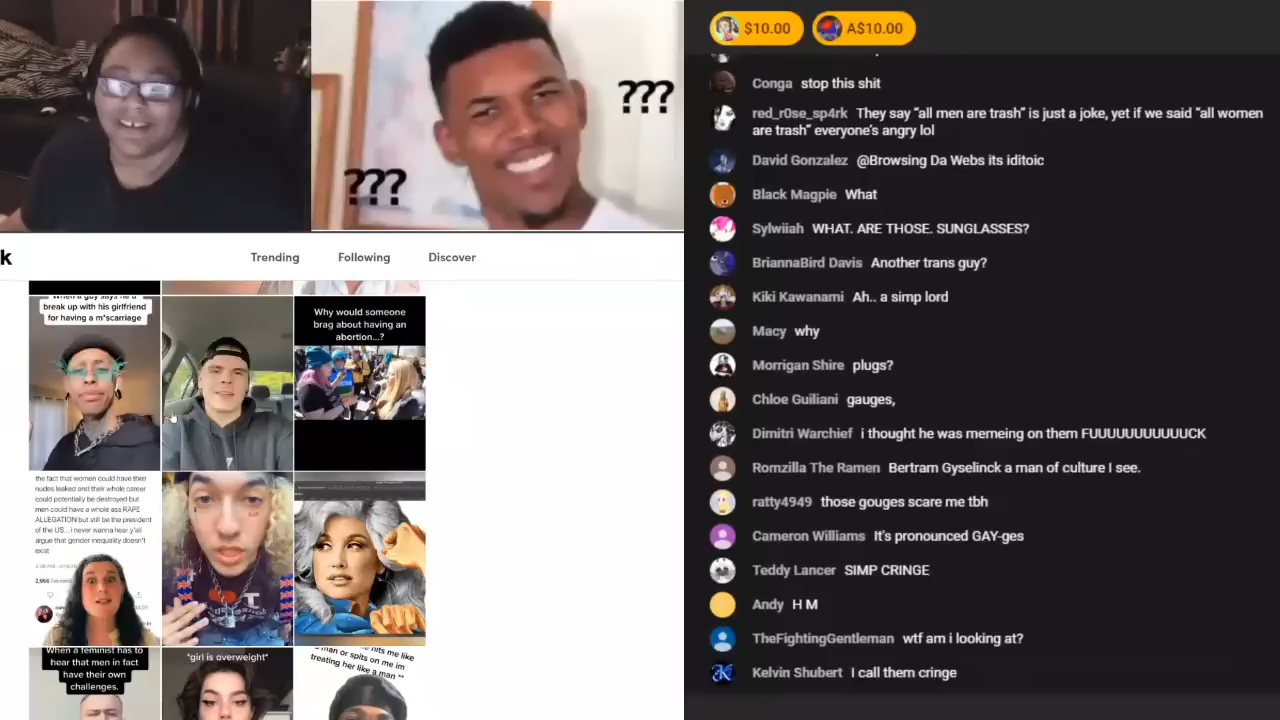 $10.00
A$10.00
???
???
Conga stop this shit
red_r0se_sp4rk They say “all men are trash” is just a joke, yet if we said “all women
are trash” everyone's angry lol
David Gonzalez @Browsing Da Webs its iditoic
Black Magpie What
Sylwiiah WHAT. ARE THOSE. SUNGLASSES?
BriannaBird Davis Another trans guy?
Kiki Kawanami Ah.. a simp lord
Macy why
Morrigan Shire plugs?
Chloe Guiliani gauges,
Dimitri Warchief i thought he was memeing on them FUUUUUUUUUUUCK
Romzilla The Ramen Bertram Gyselinck a man of culture I see.
ratty4949 those gouges scare me tbh
Cameron Williams It's pronounced GAY-ges
Teddy Lancer SIMP CRINGE
Andy H M
TheFightingGentleman wtf am i looking at?
Kelvin Shubert I call them cringe
k
Trending
Following
Discover
When a guy says he'd
break up with his girlfriend
for having a m*scarriage
Why would someone
brag about having an
abortion...?
the fact that women could have their
nudes leaked and their whole career
could potentially be destroyed but
men could have a whole ass RAPE
ALLEGATION but still be the president
of the US... i never wanna hear y'all
argue that gender inequality doesn't
exist
When a feminist has to
hear that men in fact
have their own
challenges.
*girl is overweight*
hits me like
man or spits on me im
treating her like a man **